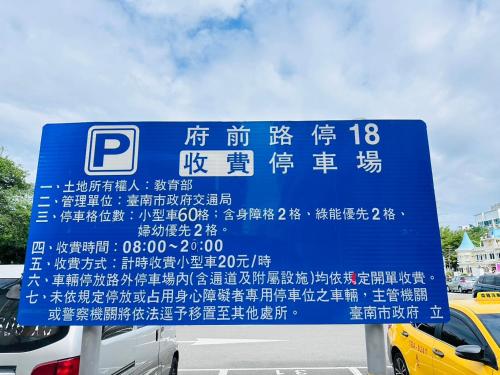 P 府前路停18
收費停車場
一、土地所有權人：教育部
二、管理單位：臺南市政府交通局
三、停車格位數：小型車60格；含身障格2格、綠能優先2格、
婦幼優先2格。
四、收費時間：08:00~20:00
五、收費方式：計時收費小型車20元/時
六、車輛停放路外停車場內(含通道及附屬設施)均依規定開單收費。
七、未依規定停放或占用身心障礙者專用停車位之車輛，主管機關
或警察機關將依法逕予移置至其他處所。 臺南市政府 立